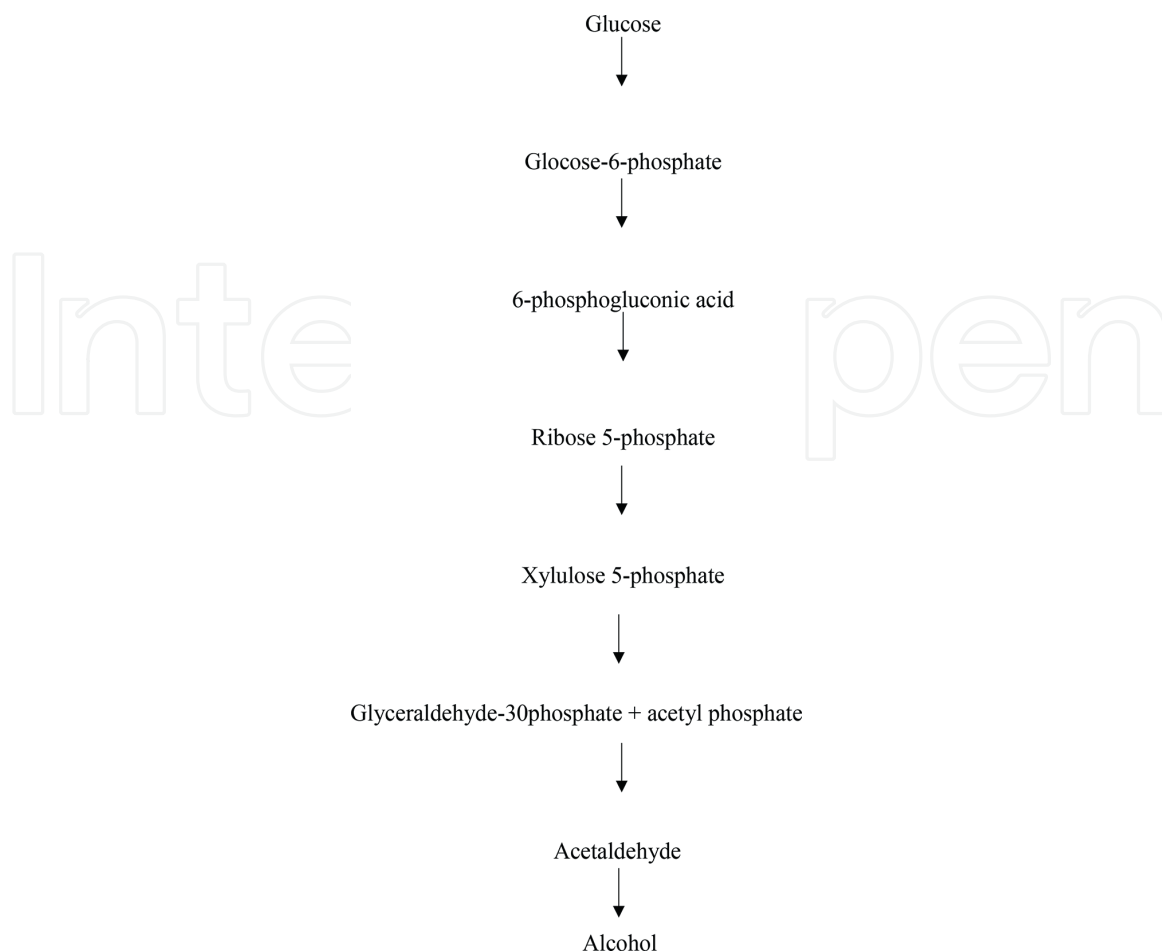 Glucose
Glocose-6-phosphate
6-phosphogluconic acid
Ribose 5-phosphate
Xylulose 5-phosphate
Glyceraldehyde-30phosphate + acetyl phosphate
Acetaldehyde
Alcohol